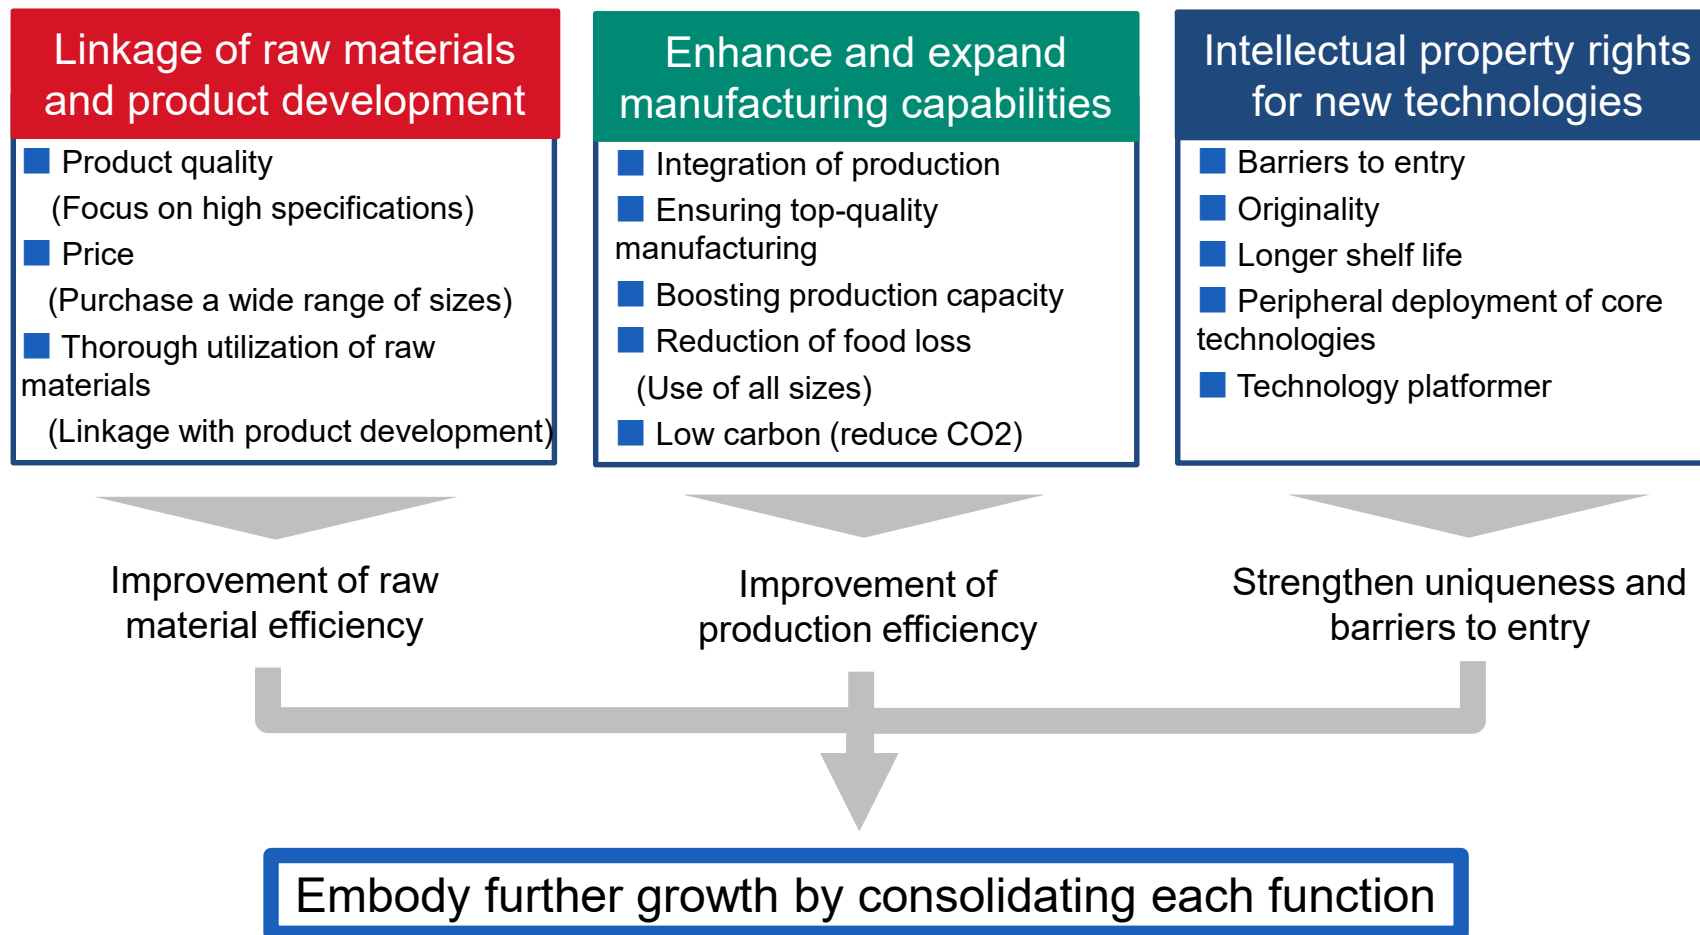 Linkage of raw materials
and product development
■ Product quality
(Focus on high specifications)
■ Price
(Purchase a wide range of sizes)
■ Thorough utilization of raw
materials
(Linkage with product development)
Improvement of raw
material efficiency
Enhance and expand
manufacturing capabilities
■ Integration of production
■ Ensuring top-quality
manufacturing
■ Boosting production capacity
■ Reduction of food loss
(Use of all sizes)
■ Low carbon (reduce CO2)
Improvement of
production efficiency
Intellectual property rights
for new technologies
■ Barriers to entry
■ Originality
■ Longer shelf life
■ Peripheral deployment of core
technologies
■ Technology platformer
Strengthen uniqueness and
barriers to entry
Embody further growth by consolidating each function